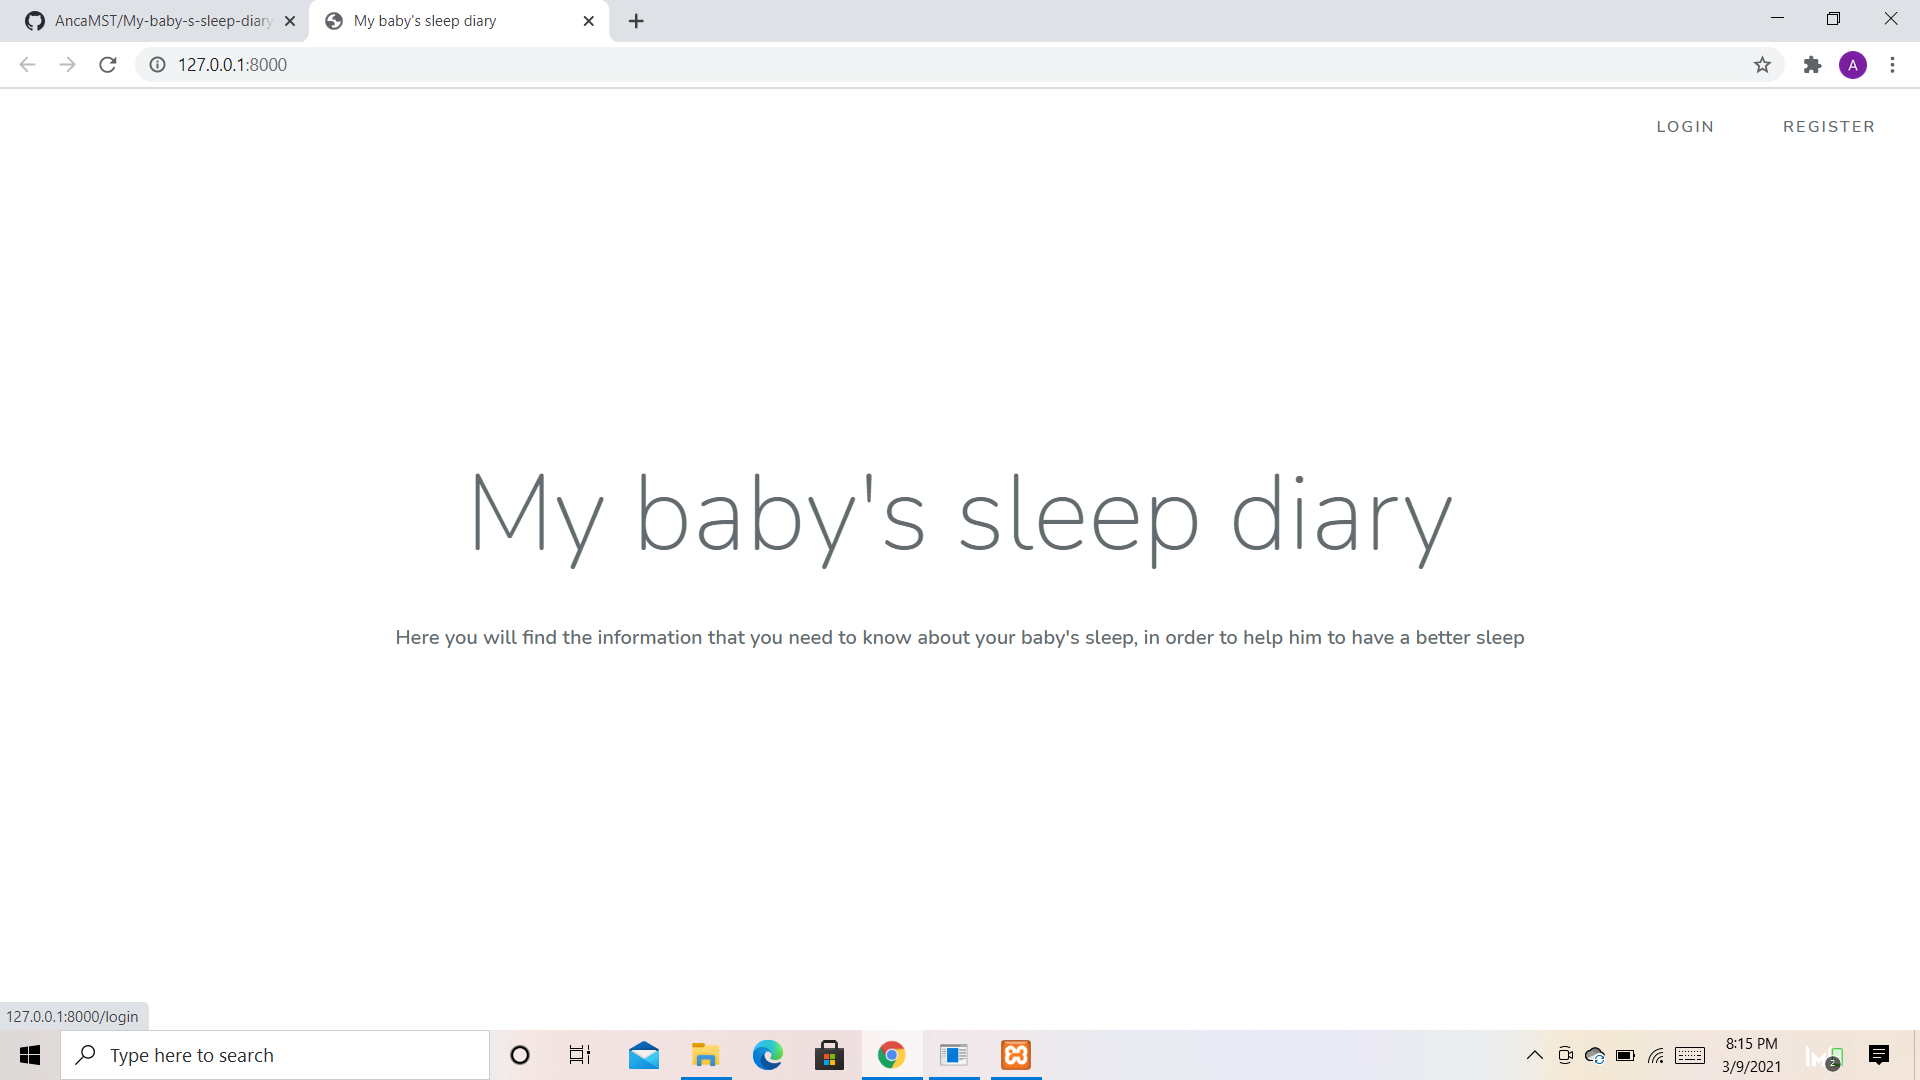 AncaMST/My-baby-s-sleep-diary
My baby's sleep diary
127.0.0.1:8000
A
LOGIN
REGISTER
My baby's sleep diary
Here you will find the information that you need to know about your baby's sleep, in order to help him to have a better sleep
127.0.0.1:8000/login
Type here to search
8:15 PM
3/9/2021
2